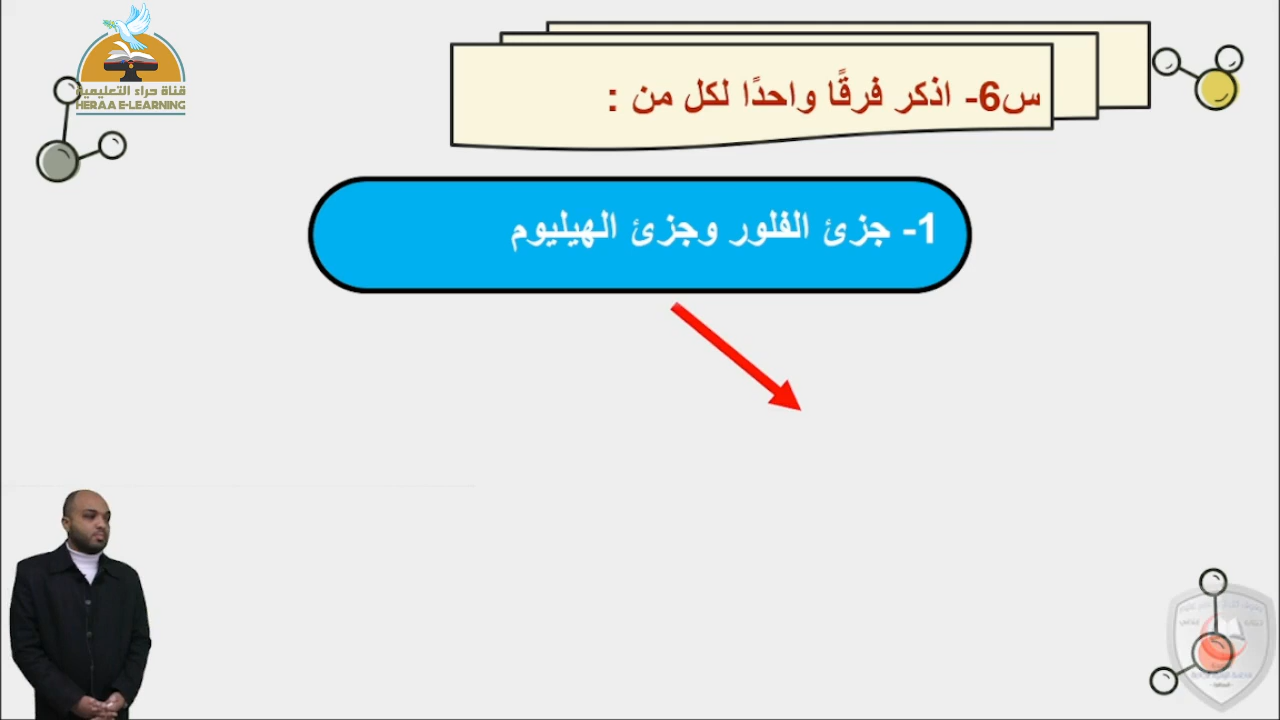 قناة حراء التعليمية
HERAA E-LEARNING
س6- اذكر فرقًا واحدًا لكل من :
1- جزئ الفلور وجزئ الهيليوم